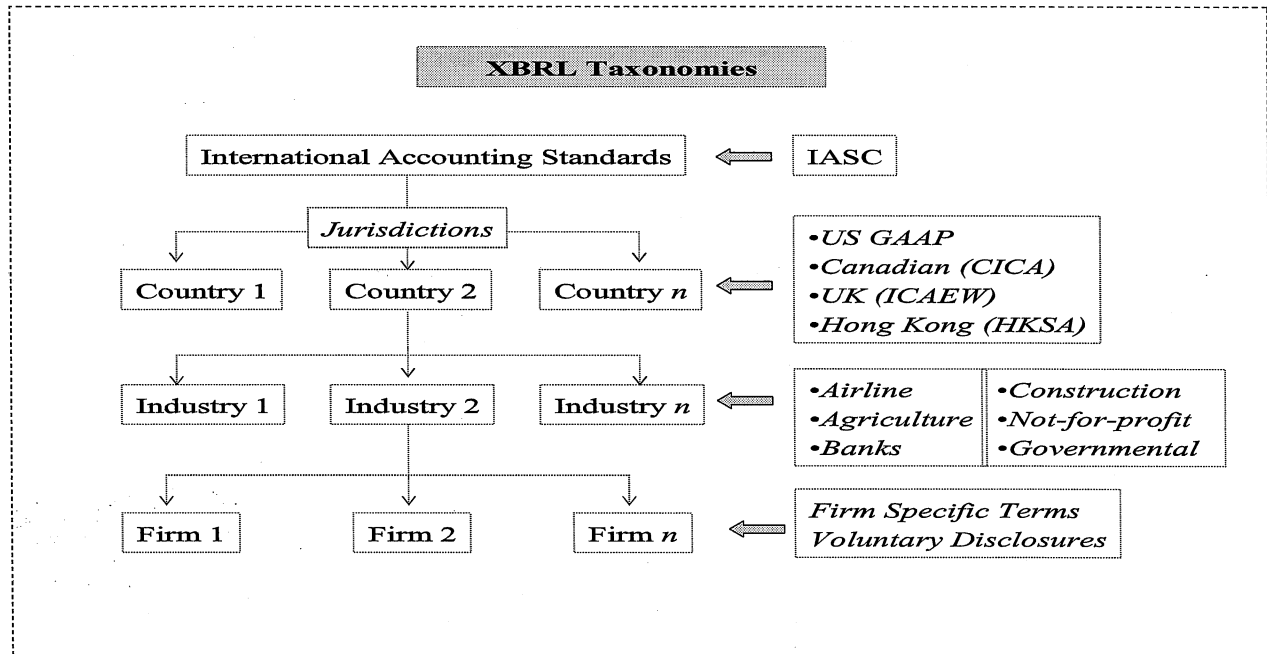 XBRL Taxonomies
International Accounting Standards
IASC
Jurisdictions
Country 1
Country 2
Country n
•US GAAP
•Canadian (CICA)
•UK (ICAEW)
•Hong Kong (HKSA)
Industry 1
Industry 2
Industry n
•Airline
•Agriculture
•Banks
•Construction
•Not-for-profit
•Governmental
Firm 1
Firm 2
Firm n
Firm Specific Terms
Voluntary Disclosures